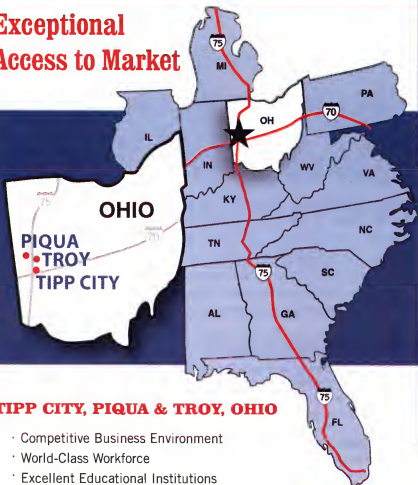 Exceptional
Access to Market
75
MI
PA
70
OH
IL
IN
WV
VA
KY
75
OHIO
70
NC
PIQUA
TROY
TIPP CITY
TN
SC
75
AL
GA
75
FL
TIPP CITY, PIQUA & TROY, OHIO
· Competitive Business Environment
· World-Class Workforce
· Excellent Educational Institutions